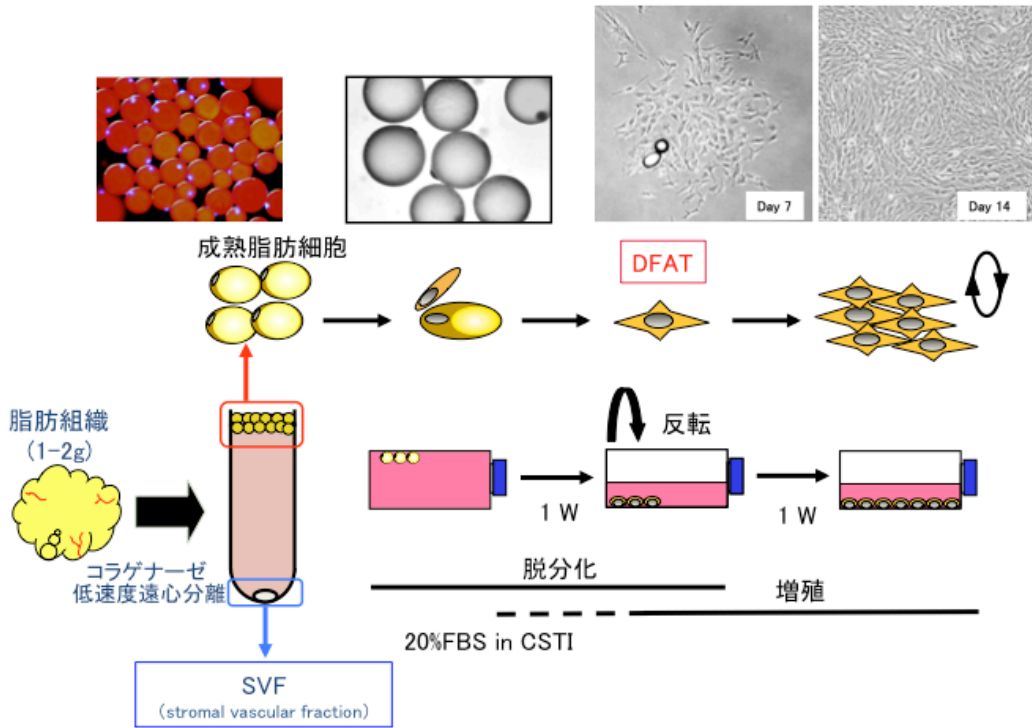 Day 7
Day 14
成熟脂肪細胞
DFAT
脂肪組織
(1-2g)
反転
1 W
1 W
コラゲナーゼ
低速度遠心分離
脱分化
増殖
20%FBS in CSTI
SVF
(stromal vascular fraction)